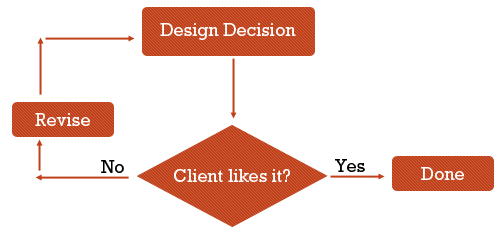 Design Decision
Revise
No
Client likes it?
Yes
Done